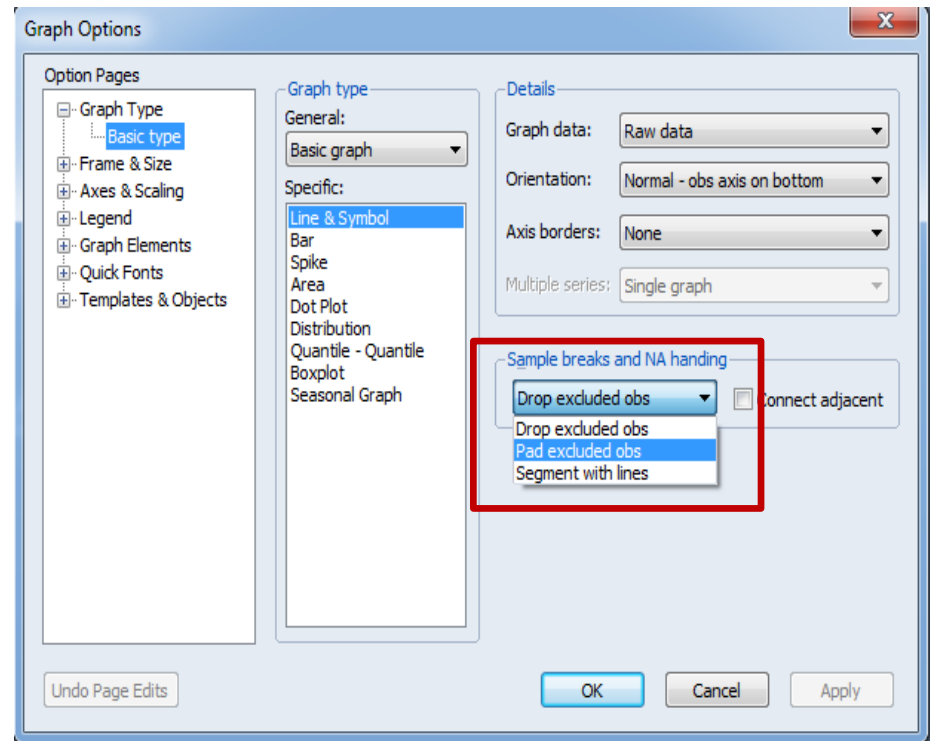 Graph Options
X
Option Pages
Graph Type
Basic type
Frame & Size
Axes & Scaling
Legend
Graph Elements
Quick Fonts
Templates & Objects
Graph type
General:
Basic graph
Specific:
Line & Symbol
Bar
Spike
Area
Dot Plot
Distribution
Quantile - Quantile
Boxplot
Seasonal Graph
Details
Graph data: Raw data
Orientation: Normal - obs axis on bottom
Axis borders: None
Multiple series: Single graph
Sample breaks and NA handing
Drop excluded obs Connect adjacent
Drop excluded obs
Pad excluded obs
Segment with lines
Undo Page Edits OK Cancel Apply